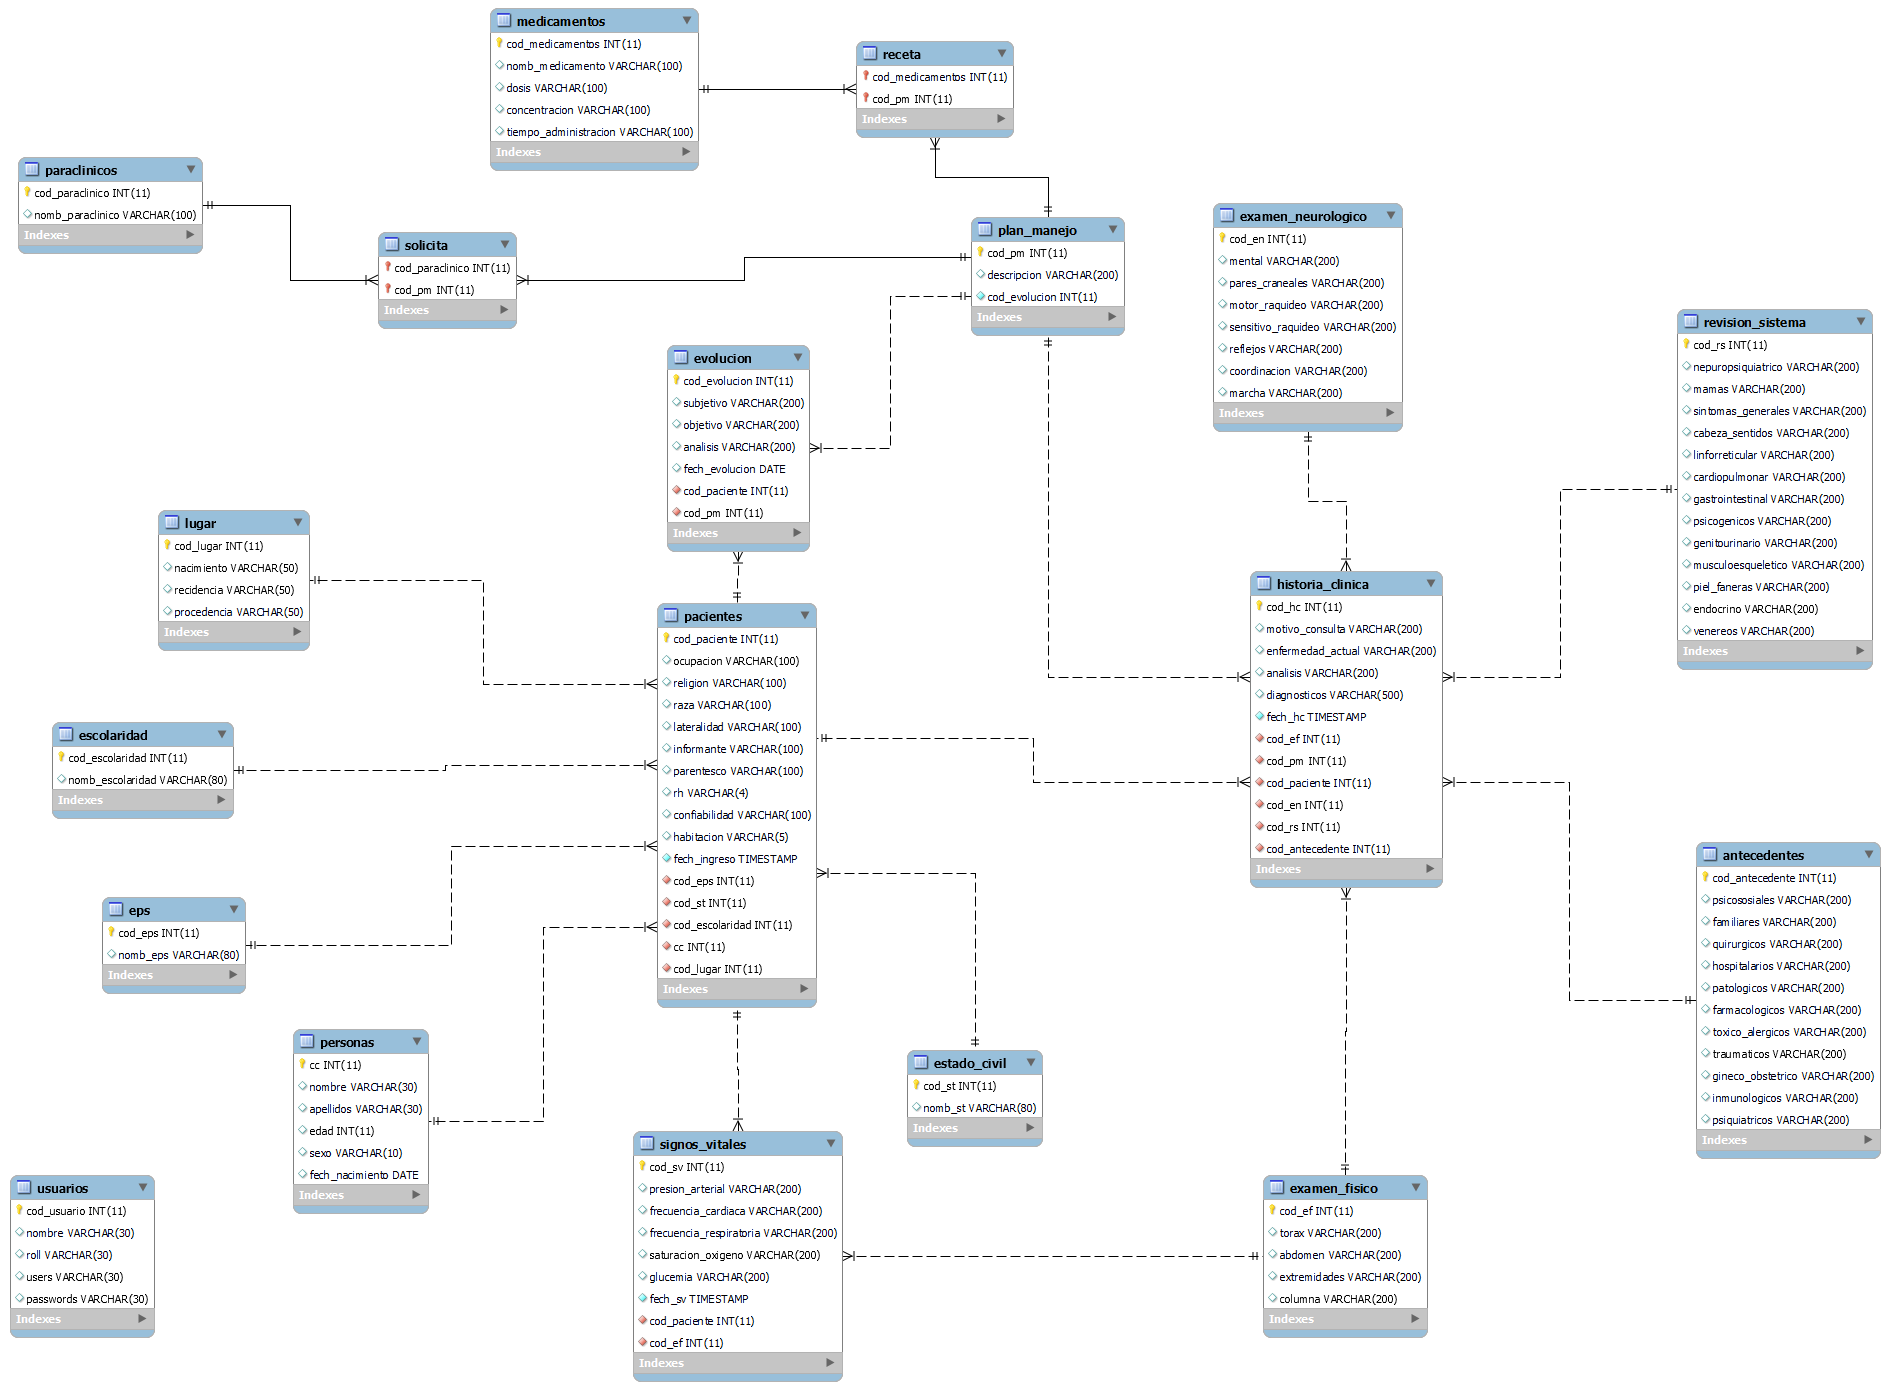 medicamentos
cod_medicamentos INT(11)
nomb_medicamento VARCHAR(100)
dosis VARCHAR(100)
concentracion VARCHAR(100)
tiempo_administracion VARCHAR(100)
Indexes
receta
cod_medicamentos INT(11)
cod_pm INT(11)
Indexes
paraclinicos
cod_paraclinico INT(11)
nomb_paraclinico VARCHAR(100)
Indexes
solicita
cod_paraclinico INT(11)
cod_pm INT(11)
Indexes
plan_manejo
cod_pm INT(11)
descripcion VARCHAR(200)
cod_evolucion INT(11)
Indexes
examen_neurologico
cod_en INT(11)
mental VARCHAR(200)
pares_craneales VARCHAR(200)
motor_raquideo VARCHAR(200)
sensitivo_raquideo VARCHAR(200)
reflejos VARCHAR(200)
coordinacion VARCHAR(200)
marcha VARCHAR(200)
Indexes
revision_sistema
cod_rs INT(11)
nepuropsiquiatrico VARCHAR(200)
mamas VARCHAR(200)
sintomas_generales VARCHAR(200)
cabeza_sentidos VARCHAR(200)
linforreticular VARCHAR(200)
cardiopulmonar VARCHAR(200)
gastrointestinal VARCHAR(200)
psicogenicos VARCHAR(200)
genitourinario VARCHAR(200)
musculoesqueletico VARCHAR(200)
piel_faneras VARCHAR(200)
endocrino VARCHAR(200)
venereos VARCHAR(200)
Indexes
evolucion
cod_evolucion INT(11)
subjetivo VARCHAR(200)
objetivo VARCHAR(200)
analisis VARCHAR(200)
fech_evolucion DATE
cod_paciente INT(11)
cod_pm INT(11)
Indexes
lugar
cod_lugar INT(11)
nacimiento VARCHAR(50)
recidencia VARCHAR(50)
procedencia VARCHAR(50)
Indexes
pacientes
cod_paciente INT(11)
ocupacion VARCHAR(100)
religion VARCHAR(100)
raza VARCHAR(100)
lateralidad VARCHAR(100)
informante VARCHAR(100)
parentesco VARCHAR(100)
rh VARCHAR(4)
confiabilidad VARCHAR(100)
habitacion VARCHAR(5)
fech_ingreso TIMESTAMP
cod_eps INT(11)
cod_st INT(11)
cod_escolaridad INT(11)
cc INT(11)
cod_lugar INT(11)
Indexes
historia_clinica
cod_hc INT(11)
motivo_consulta VARCHAR(200)
enfermedad_actual VARCHAR(200)
analisis VARCHAR(200)
diagnosticos VARCHAR(500)
fech_hc TIMESTAMP
cod_ef INT(11)
cod_pm INT(11)
cod_paciente INT(11)
cod_en INT(11)
cod_rs INT(11)
cod_antecedente INT(11)
Indexes
escolaridad
cod_escolaridad INT(11)
nomb_escolaridad VARCHAR(80)
Indexes
eps
cod_eps INT(11)
nomb_eps VARCHAR(80)
Indexes
antecedentes
cod_antecedente INT(11)
psicososiales VARCHAR(200)
familiares VARCHAR(200)
quirurgicos VARCHAR(200)
hospitalarios VARCHAR(200)
patologicos VARCHAR(200)
farmacologicos VARCHAR(200)
toxico_alergicos VARCHAR(200)
traumaticos VARCHAR(200)
gineco_obstetrico VARCHAR(200)
inmunologicos VARCHAR(200)
psiquiatricos VARCHAR(200)
Indexes
personas
cc INT(11)
nombre VARCHAR(30)
apellidos VARCHAR(30)
edad INT(11)
sexo VARCHAR(10)
fech_nacimiento DATE
Indexes
estado_civil
cod_st INT(11)
nomb_st VARCHAR(80)
Indexes
usuarios
cod_usuario INT(11)
nombre VARCHAR(30)
roll VARCHAR(30)
users VARCHAR(30)
passwords VARCHAR(30)
Indexes
signos_vitales
cod_sv INT(11)
presion_arterial VARCHAR(200)
frecuencia_cardiaca VARCHAR(200)
frecuencia_respiratoria VARCHAR(200)
saturacion_oxigeno VARCHAR(200)
glucemia VARCHAR(200)
fech_sv TIMESTAMP
cod_paciente INT(11)
cod_ef INT(11)
Indexes
examen_fisico
cod_ef INT(11)
torax VARCHAR(200)
abdomen VARCHAR(200)
extremidades VARCHAR(200)
columna VARCHAR(200)
Indexes